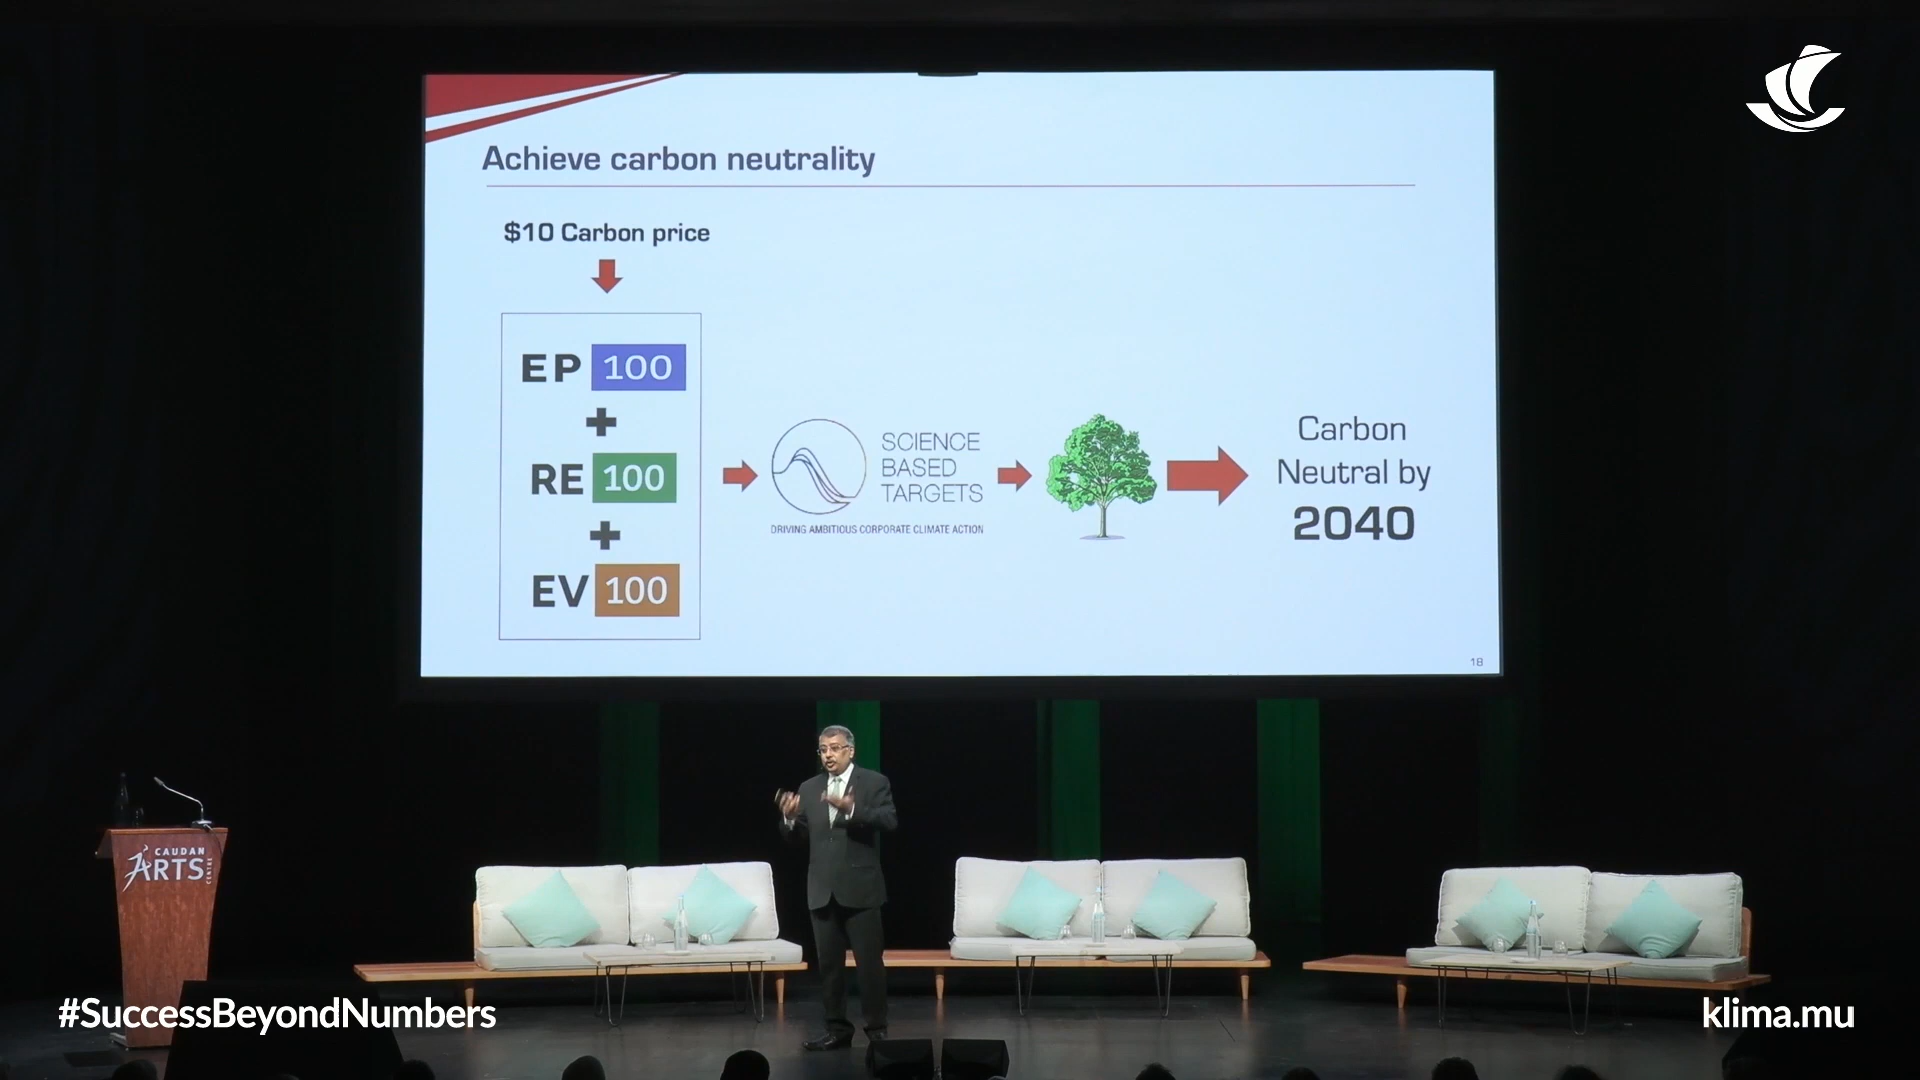 Achieve carbon neutrality
$10 Carbon price
EP 100
+
RE 100
+
EV 100
SCIENCE
BASED
TARGETS
DRIVING AMBITIOUS CORPORATE CLIMATE ACTION
Carbon
Neutral by
2040
18
CAUDAN
ARTS
CENTRE
#SuccessBeyondNumbers
klima.mu